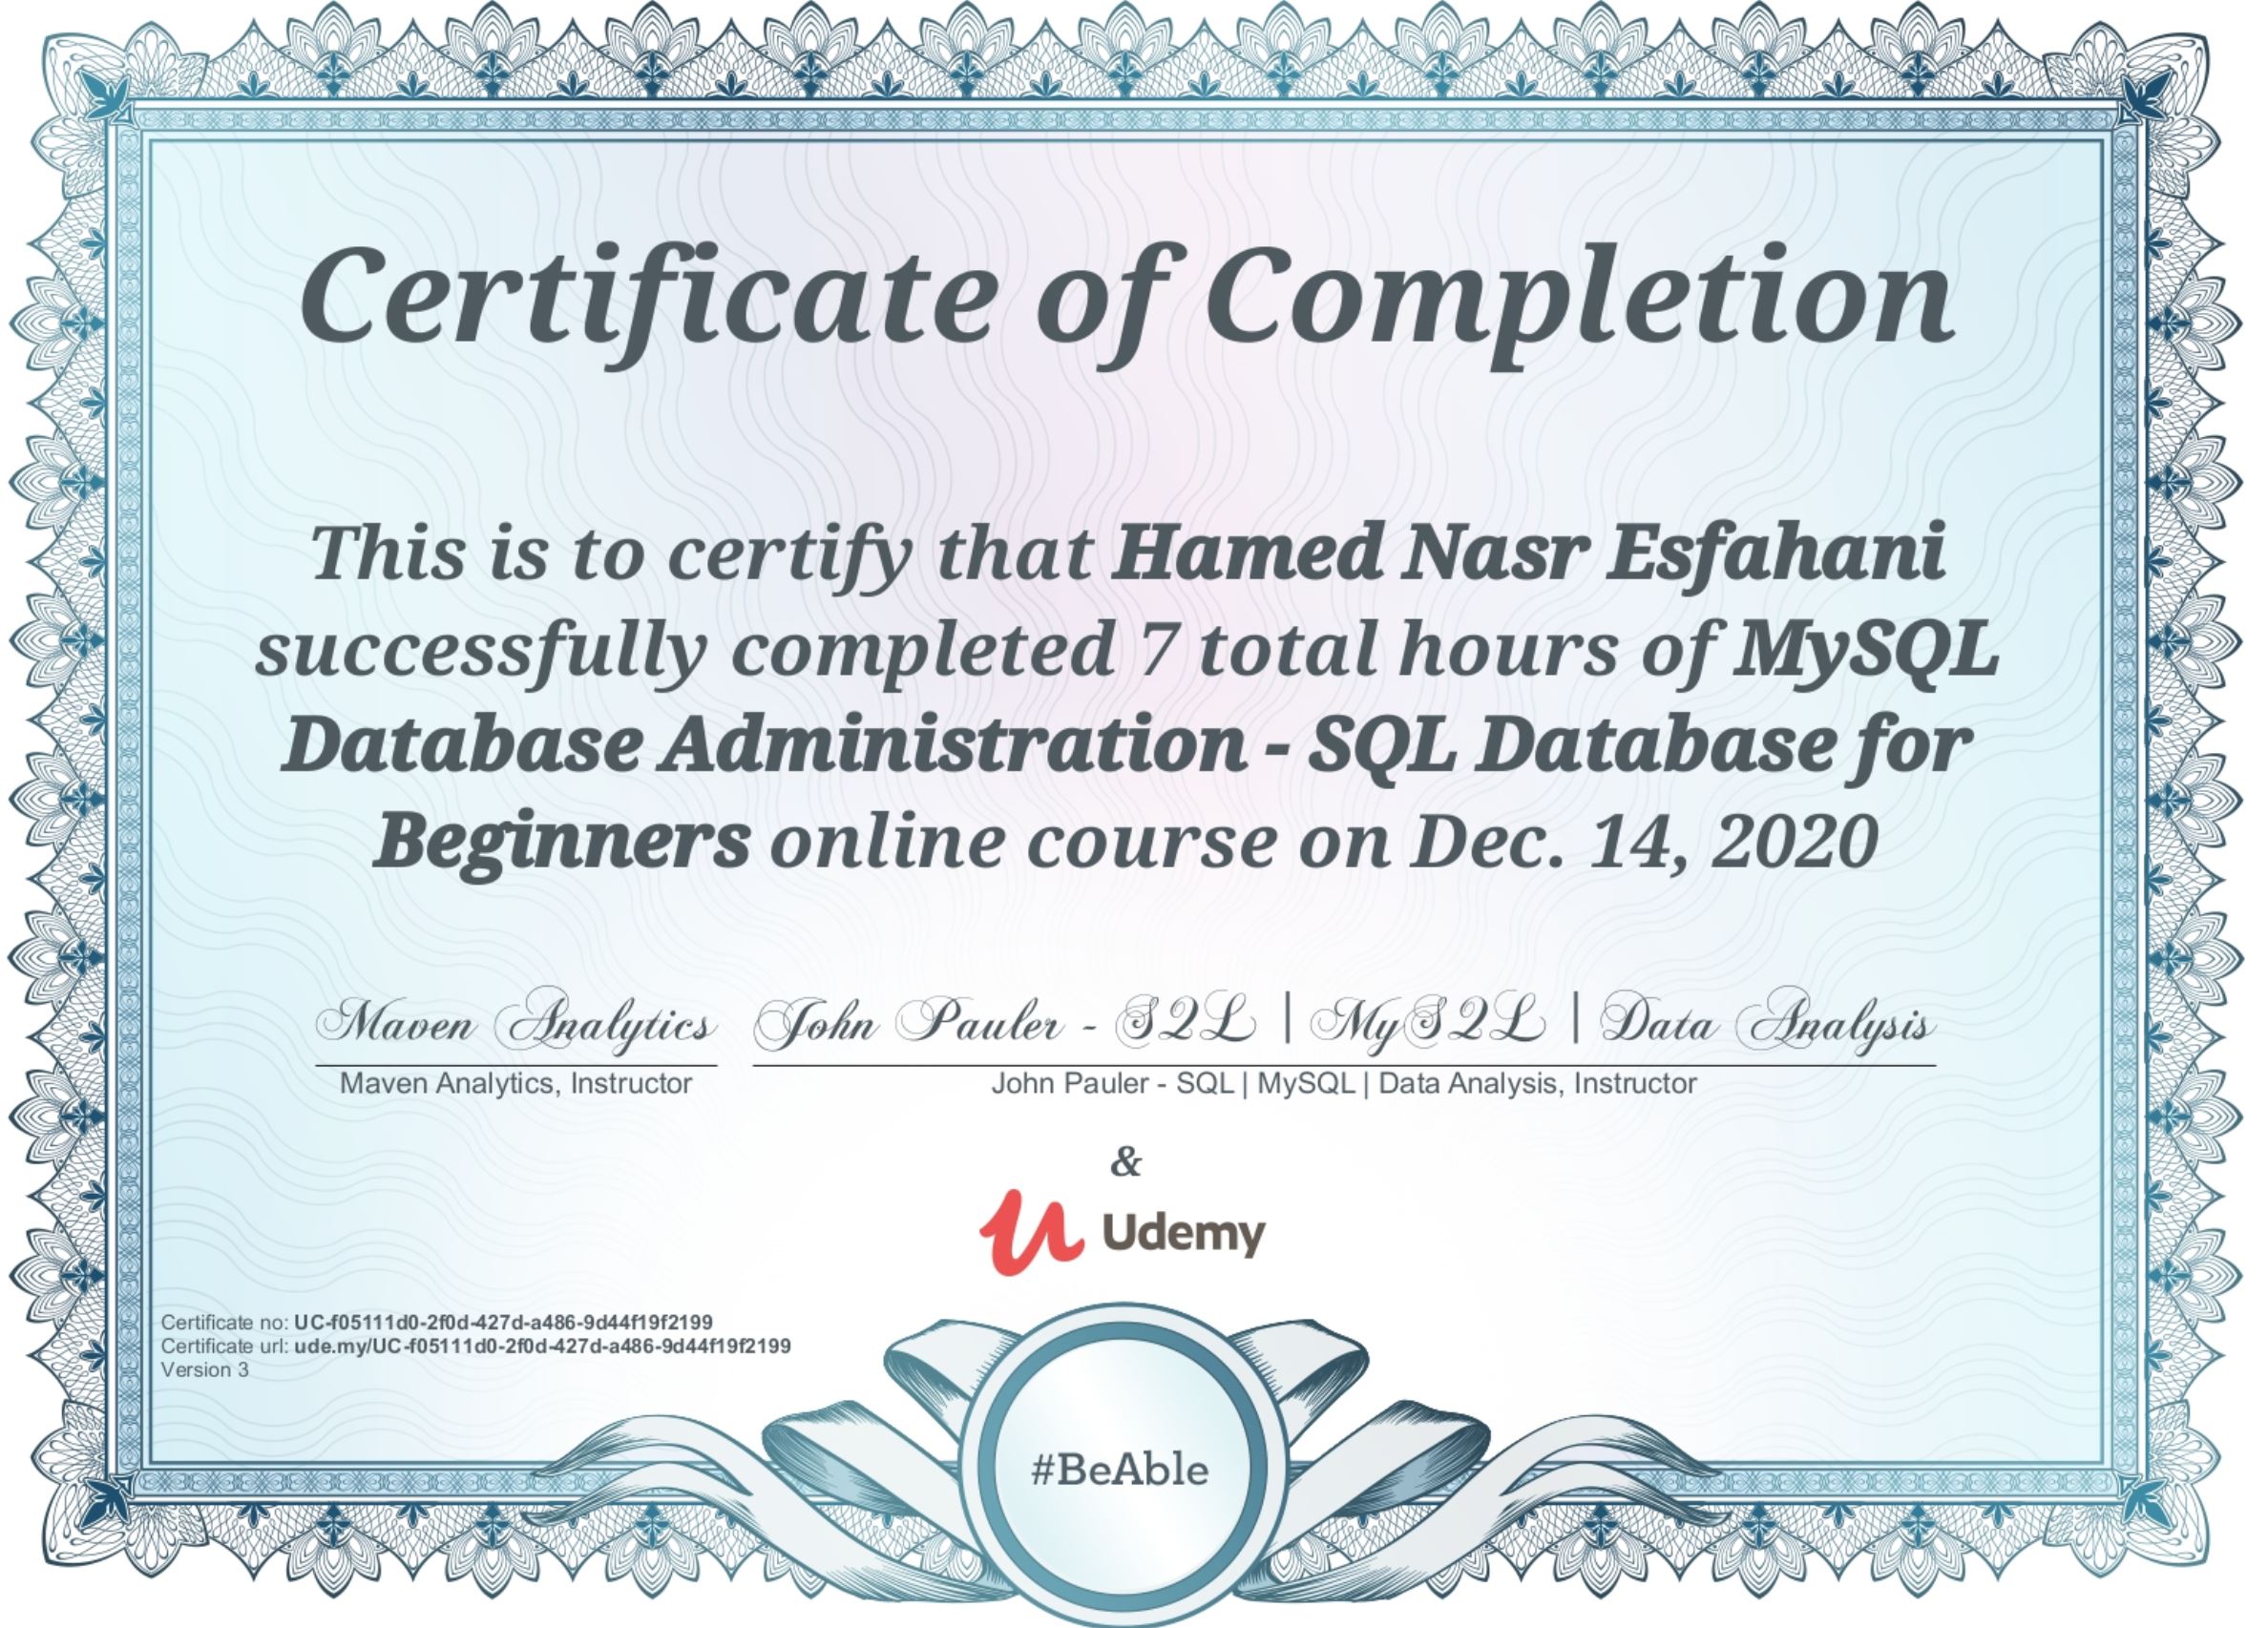 Certificate of Completion
This is to certify that Hamed Nasr Esfahani
successfully completed 7 total hours of MySQL
Database Administration - SQL Database for
Beginners online course on Dec. 14, 2020
Maven Analytics John Pauler - SQL | MySQL | Data Analysis
Maven Analytics, Instructor John Pauler - SQL | MySQL | Data Analysis, Instructor
&
Udemy
Certificate no: UC-f05111d0-2f0d-427d-a486-9d44f19f2199
Certificate url: ude.my/UC-f05111d0-2f0d-427d-a486-9d44f19f2199
Version 3
#BeAble